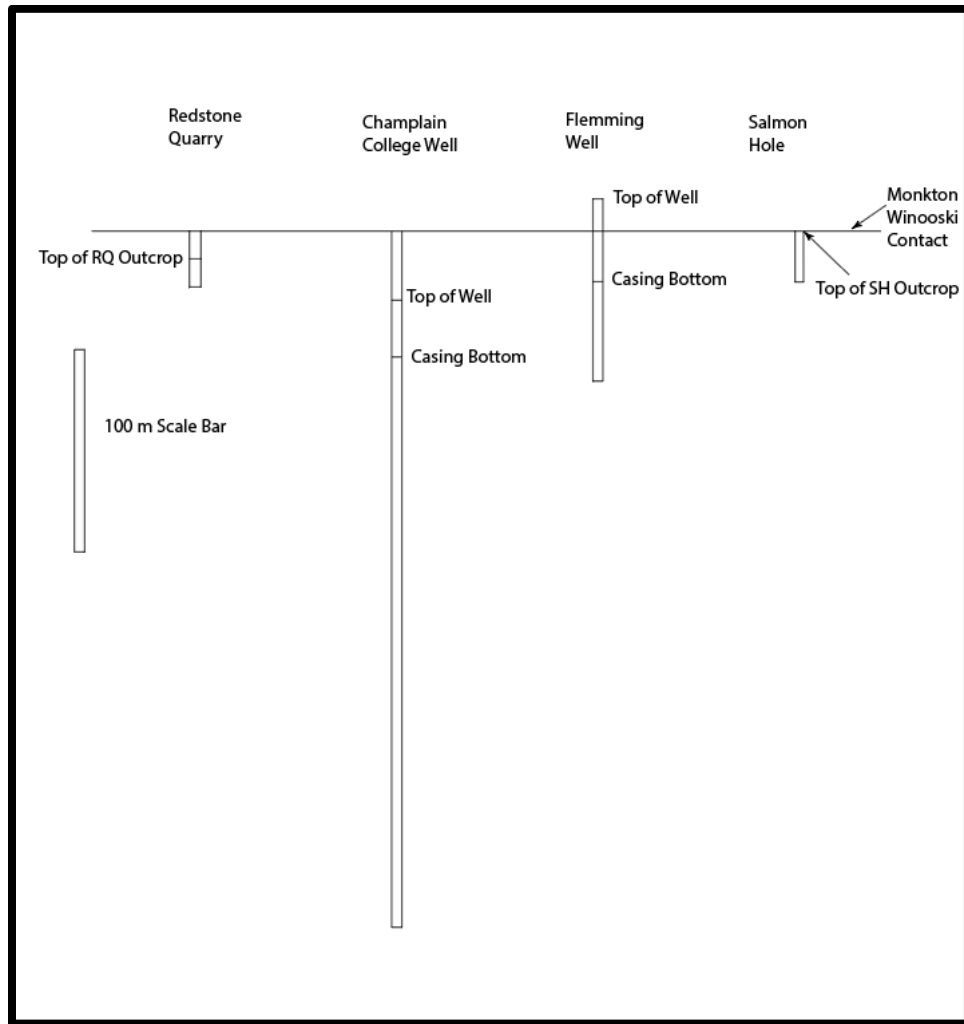 Redstone
Quarry
Champlain
College Well
Flemming
Well
Salmon
Hole
Top of Well
Monkton
Winooski
Contact
Top of RQ Outcrop
Casing Bottom
Top of SH Outcrop
Top of Well
Casing Bottom
100 m Scale Bar